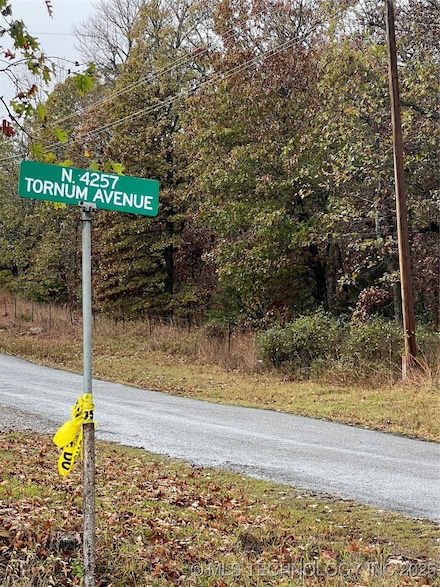 N. 4257
TORNUM AVENUE
© MLS TECHNOLOGY, INC 2025